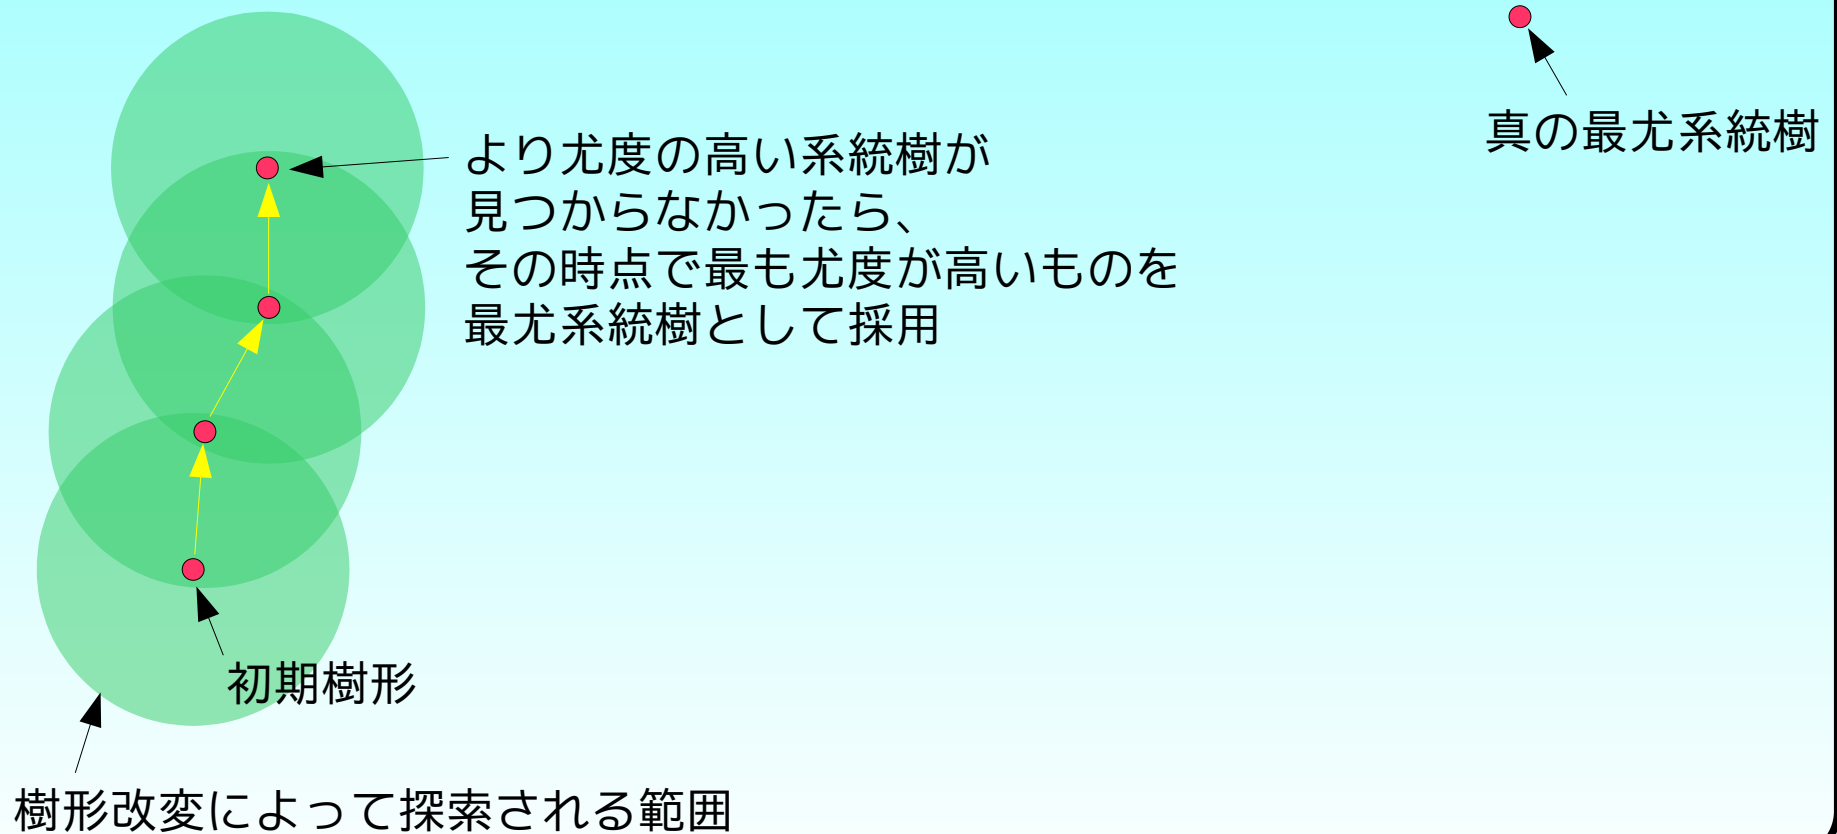 真の最尤系統樹
より尤度の高い系統樹が
見つからなかったら、
その時点で最も尤度が高いものを
最尤系統樹として採用
初期樹形
樹形改変によって探索される範囲